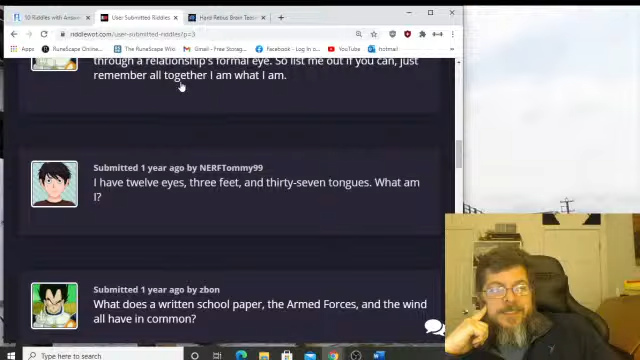 10 Riddles with Answe
User Submitted Riddles
Hard Rebus Brain Teas
riddlewot.com/user-submitted-riddles/?p=3
Apps
RuneScape Oot
The RuneScape Wiki
Gmail - Free Storag...
Facebook - Log In o...
YouTube
hotmail
through a relationship's formal eye. So list me out if you can, just
remember all together I am what I am.
Submitted 1 year ago by NERFTommy99
I have twelve eyes, three feet, and thirty-seven tongues. What am
I?
Submitted 1 year ago by zbon
What does a written school paper, the Armed Forces, and the wind
all have in common?
Type here to search